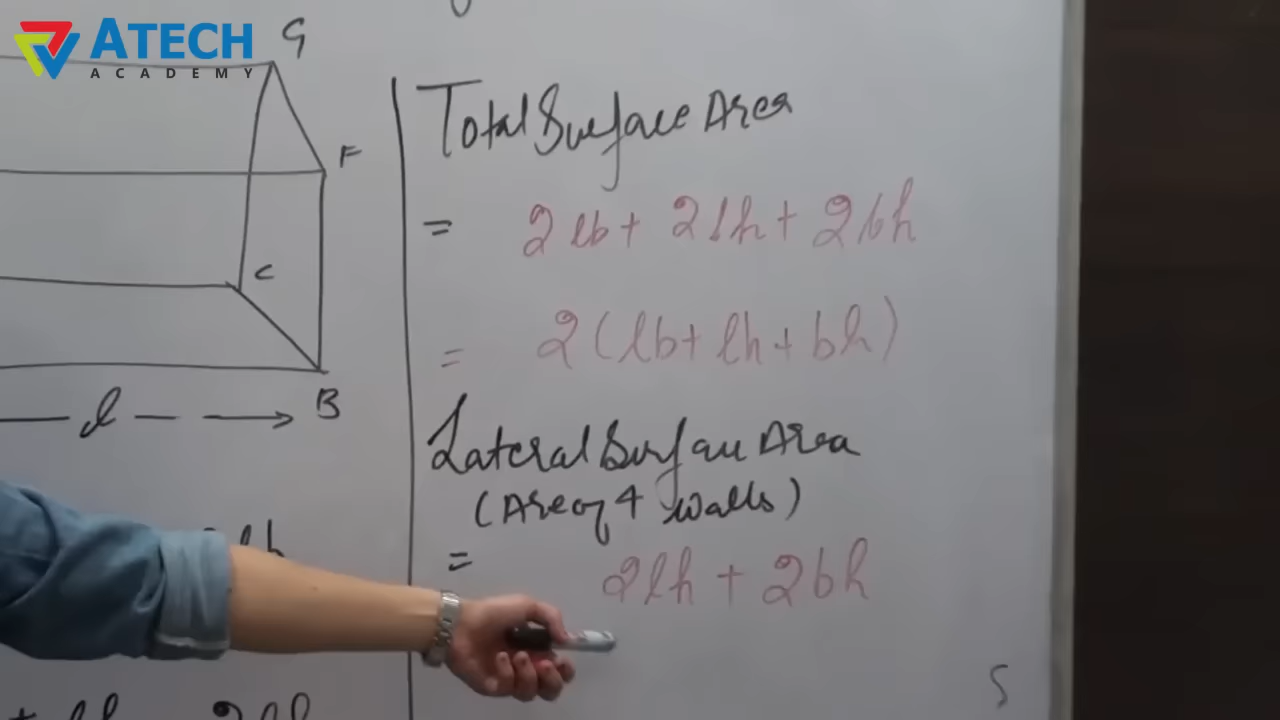 ATECH
ACADEMY
G
F
C
B
l
Total Surface Area
= 2lb + 2lh + 2bh
= 2(lb + lh + bh)
Lateral Surface Area
(Area of 4 walls)
= 2lh + 2bh